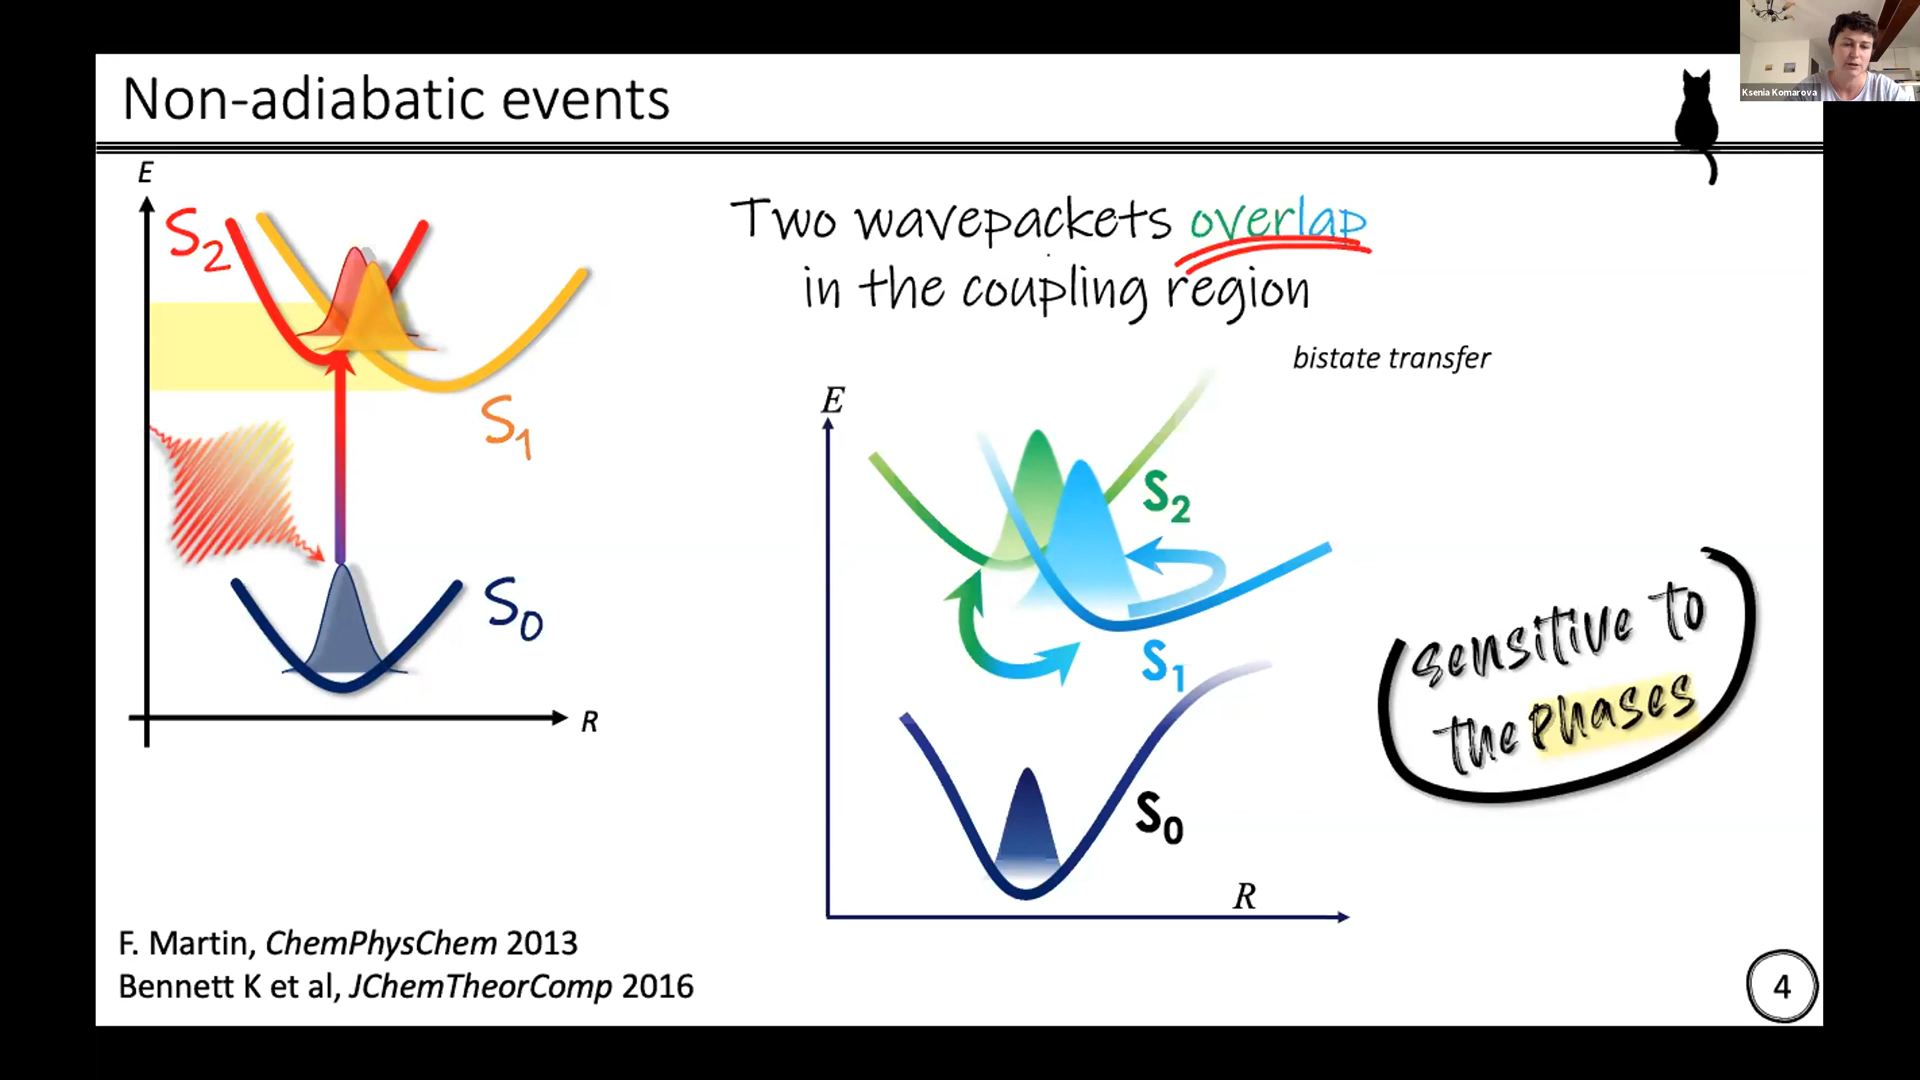 Ksenia Komarova
Non-adiabatic events
E
S2
S1
S0
R
Two wavepackets overlap
in the coupling region
bistate transfer
E
S2
S1
S0
R
sensitive to
the Phases
F. Martin, ChemPhysChem 2013
Bennett K et al, JChemTheorComp 2016
4